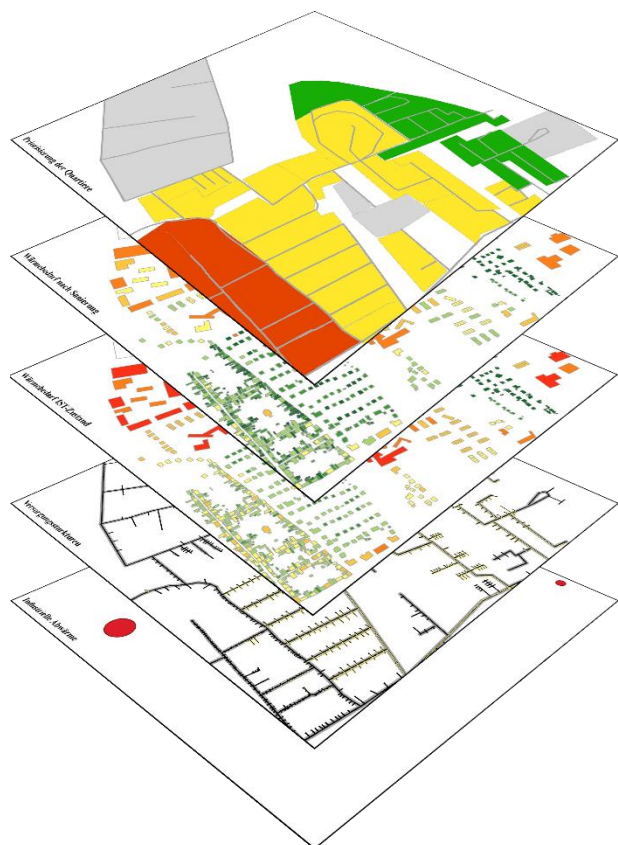 Priorisierung der Quartiere
Wärmebedarf nach Sanierung
Wärmebedarf IST-Zustand
Versorgungsstrukturen
Industrielle Abwärme